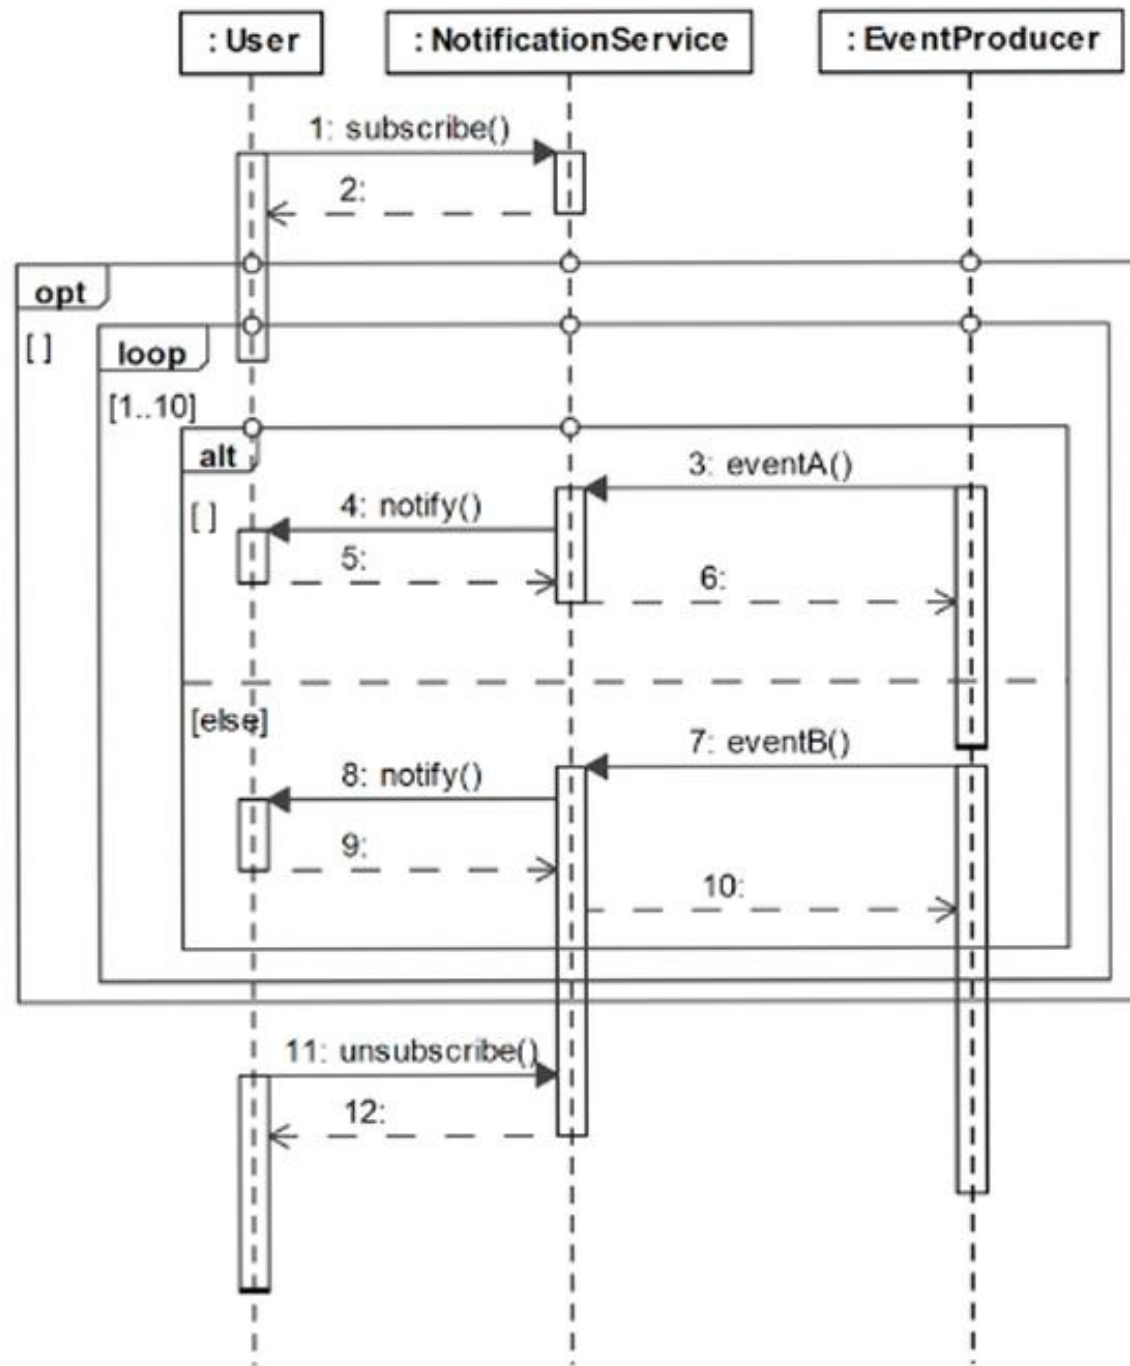 : User
: NotificationService
: EventProducer
1: subscribe()
2:
opt
[ ]
loop
[1..10]
alt
3: eventA()
[ ]
4: notify()
5:
6:
[else]
7: eventB()
8: notify()
9:
10:
11: unsubscribe()
12: